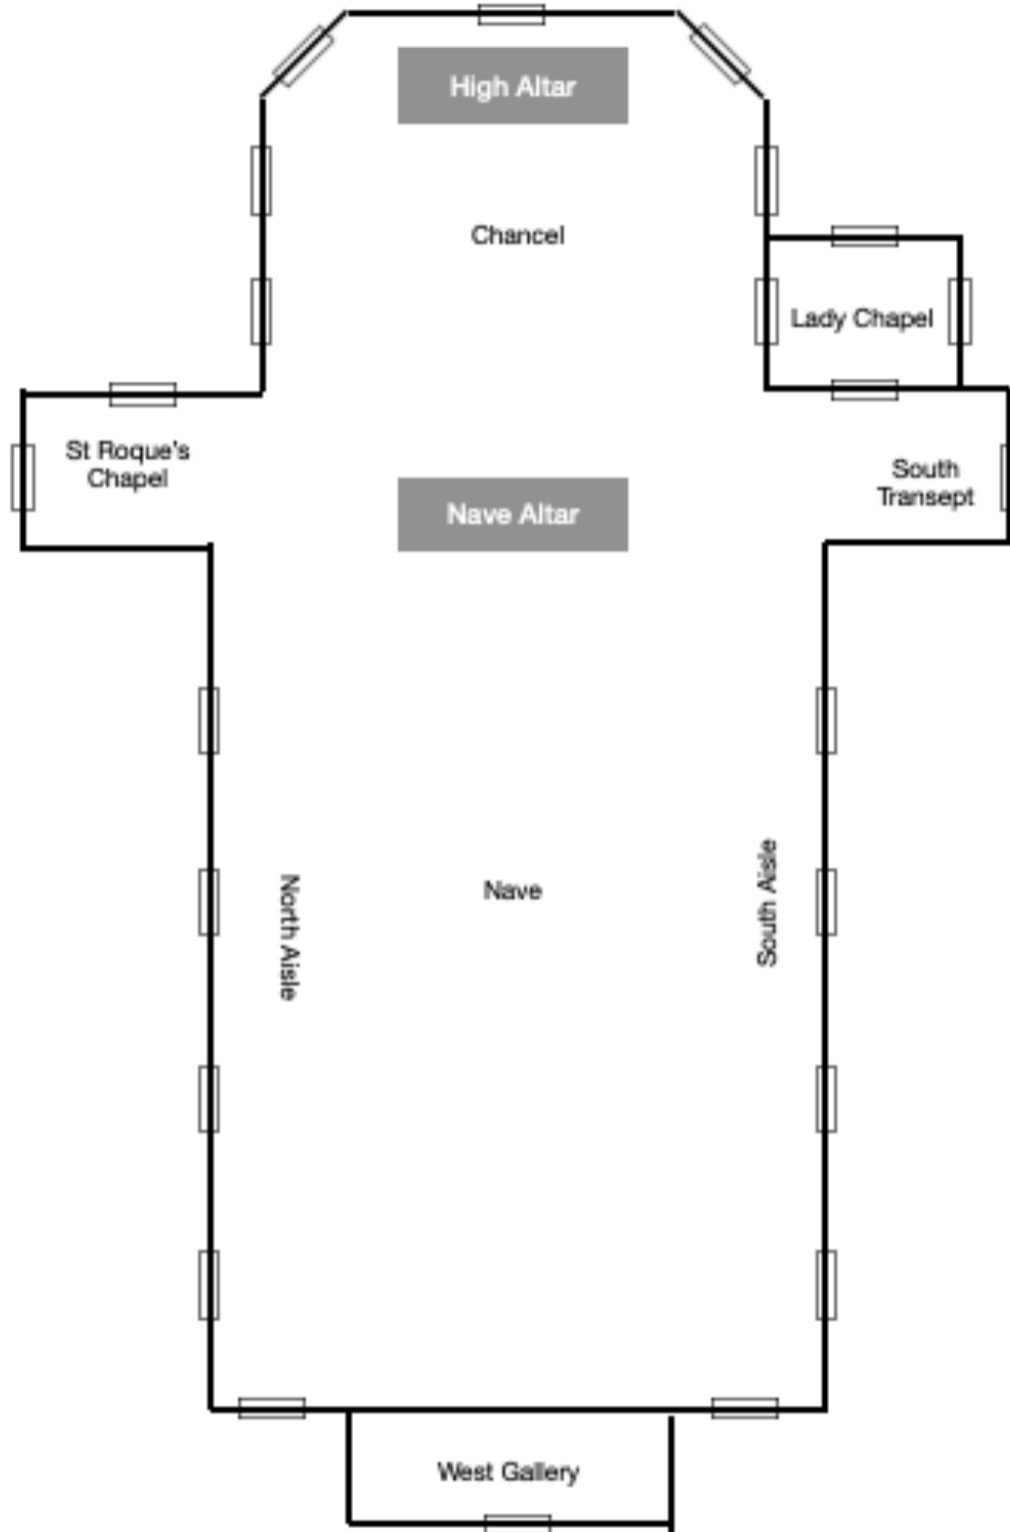 High Altar
Chancel
Lady Chapel
St Roque's
Chapel
South
Transept
Nave Altar
North Aisle
Nave
South Aisle
West Gallery